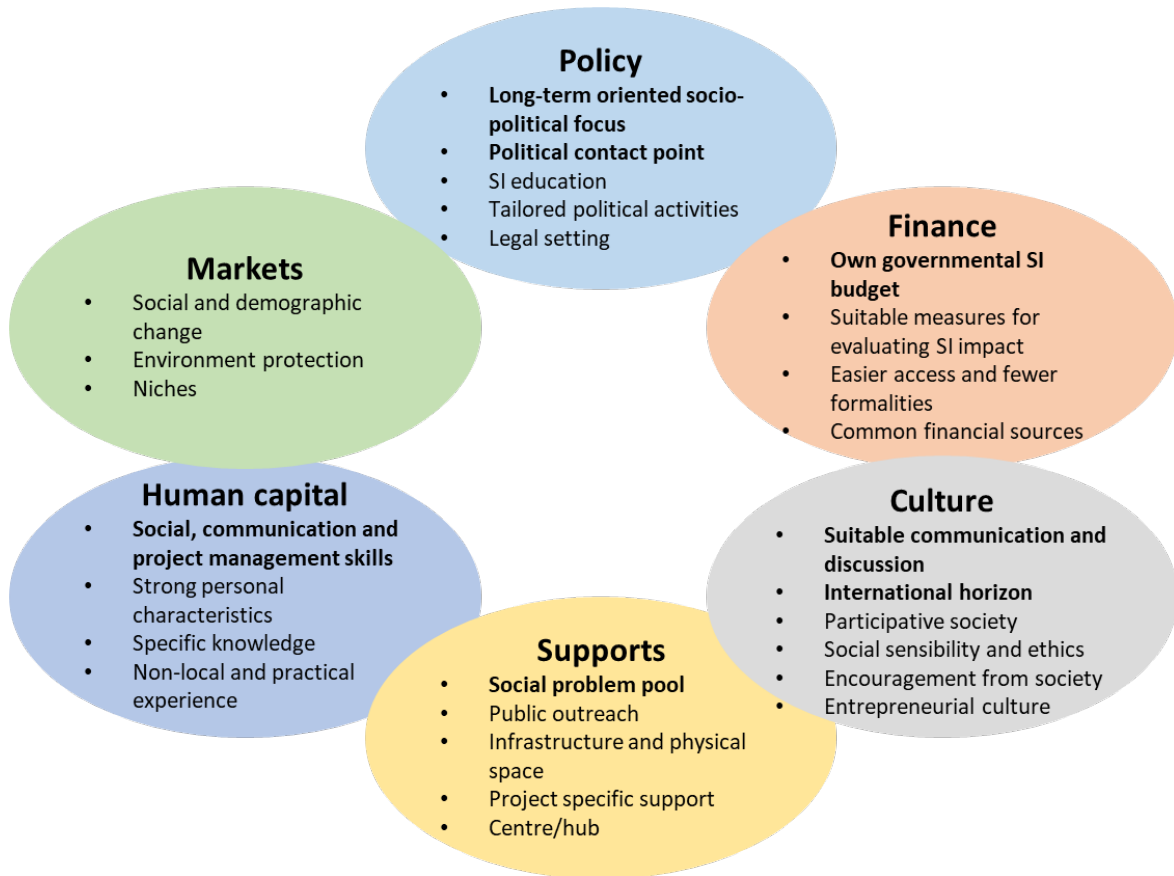 Policy
• Long-term oriented socio-
political focus
• Political contact point
• SI education
• Tailored political activities
• Legal setting
Finance
• Own governmental SI
budget
• Suitable measures for
evaluating SI impact
• Easier access and fewer
formalities
• Common financial sources
Culture
• Suitable communication and
discussion
• International horizon
• Participative society
• Social sensibility and ethics
• Encouragement from society
• Entrepreneurial culture
Supports
• Social problem pool
• Public outreach
• Infrastructure and physical
space
• Project specific support
• Centre/hub
Human capital
• Social, communication and
project management skills
• Strong personal
characteristics
• Specific knowledge
• Non-local and practical
experience
Markets
• Social and demographic
change
• Environment protection
• Niches